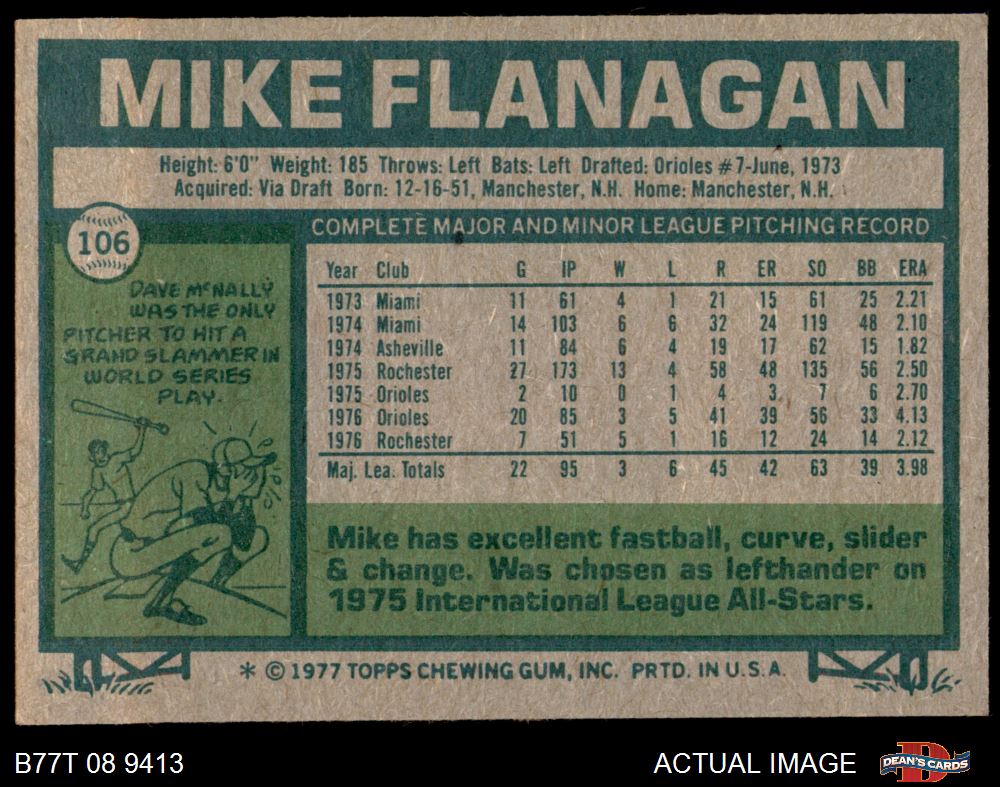 MIKE FLANAGAN
Height: 6'0" Weight: 185 Throws: Left Bats: Left Drafted: Orioles #7-June, 1973
Acquired: Via Draft Born: 12-16-51, Manchester, N.H. Home: Manchester, N.H.
106
DAVE McNALLY
WAS THE ONLY
PITCHER TO HIT A
GRAND SLAMMER IN
WORLD SERIES
PLAY.
COMPLETE MAJOR AND MINOR LEAGUE PITCHING RECORD
Year Club G IP W L R ER SO BB ERA
1973 Miami 11 61 4 1 21 15 61 25 2.21
1974 Miami 14 103 6 6 32 24 119 48 2.10
1974 Asheville 11 84 6 4 19 17 62 15 1.82
1975 Rochester 27 173 13 4 58 48 135 56 2.50
1975 Orioles 2 10 0 1 4 3 7 6 2.70
1976 Orioles 20 85 3 5 41 39 56 33 4.13
1976 Rochester 7 51 5 1 16 12 24 14 2.12
Maj. Lea. Totals 22 95 3 6 45 42 63 39 3.98
Mike has excellent fastball, curve, slider
& change. Was chosen as lefthander on
1975 International League All-Stars.
* © 1977 TOPPS CHEWING GUM, INC. PRTD. IN U.S.A.
B77T 08 9413
ACTUAL IMAGE
D
DEAN'S CARDS